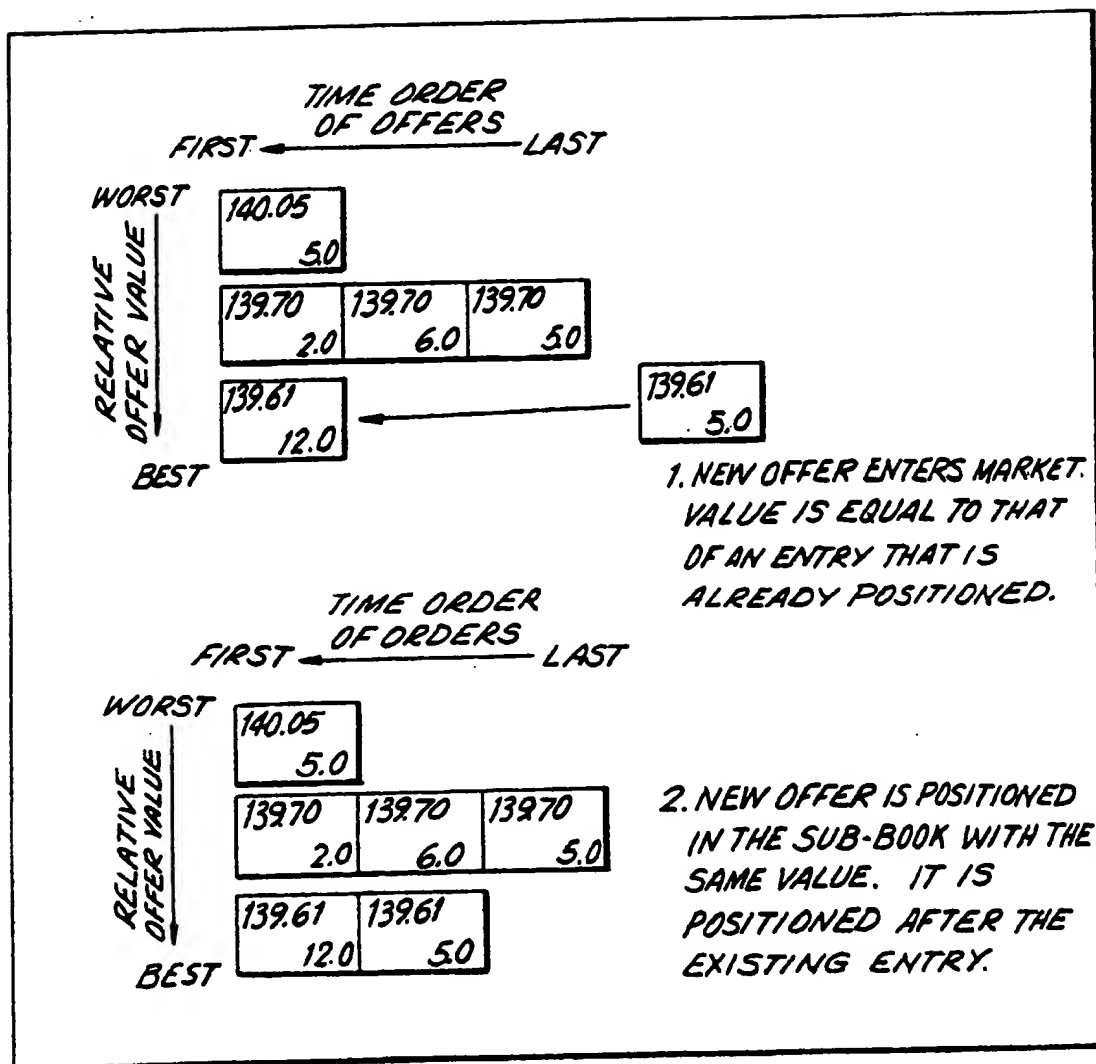 TIME ORDER
OF OFFERS
FIRST LAST
WORST
RELATIVE
OFFER VALUE
BEST
140.05
5.0
139.70 139.70 139.70
2.0 6.0 5.0
139.61 139.61
12.0 5.0
1. NEW OFFER ENTERS MARKET.
VALUE IS EQUAL TO THAT
OF AN ENTRY THAT IS
ALREADY POSITIONED.
TIME ORDER
OF ORDERS
FIRST LAST
WORST
RELATIVE
OFFER VALUE
BEST
140.05
5.0
139.70 139.70 139.70
2.0 6.0 5.0
139.61 139.61
12.0 5.0
2. NEW OFFER IS POSITIONED
IN THE SUB-BOOK WITH THE
SAME VALUE. IT IS
POSITIONED AFTER THE
EXISTING ENTRY.